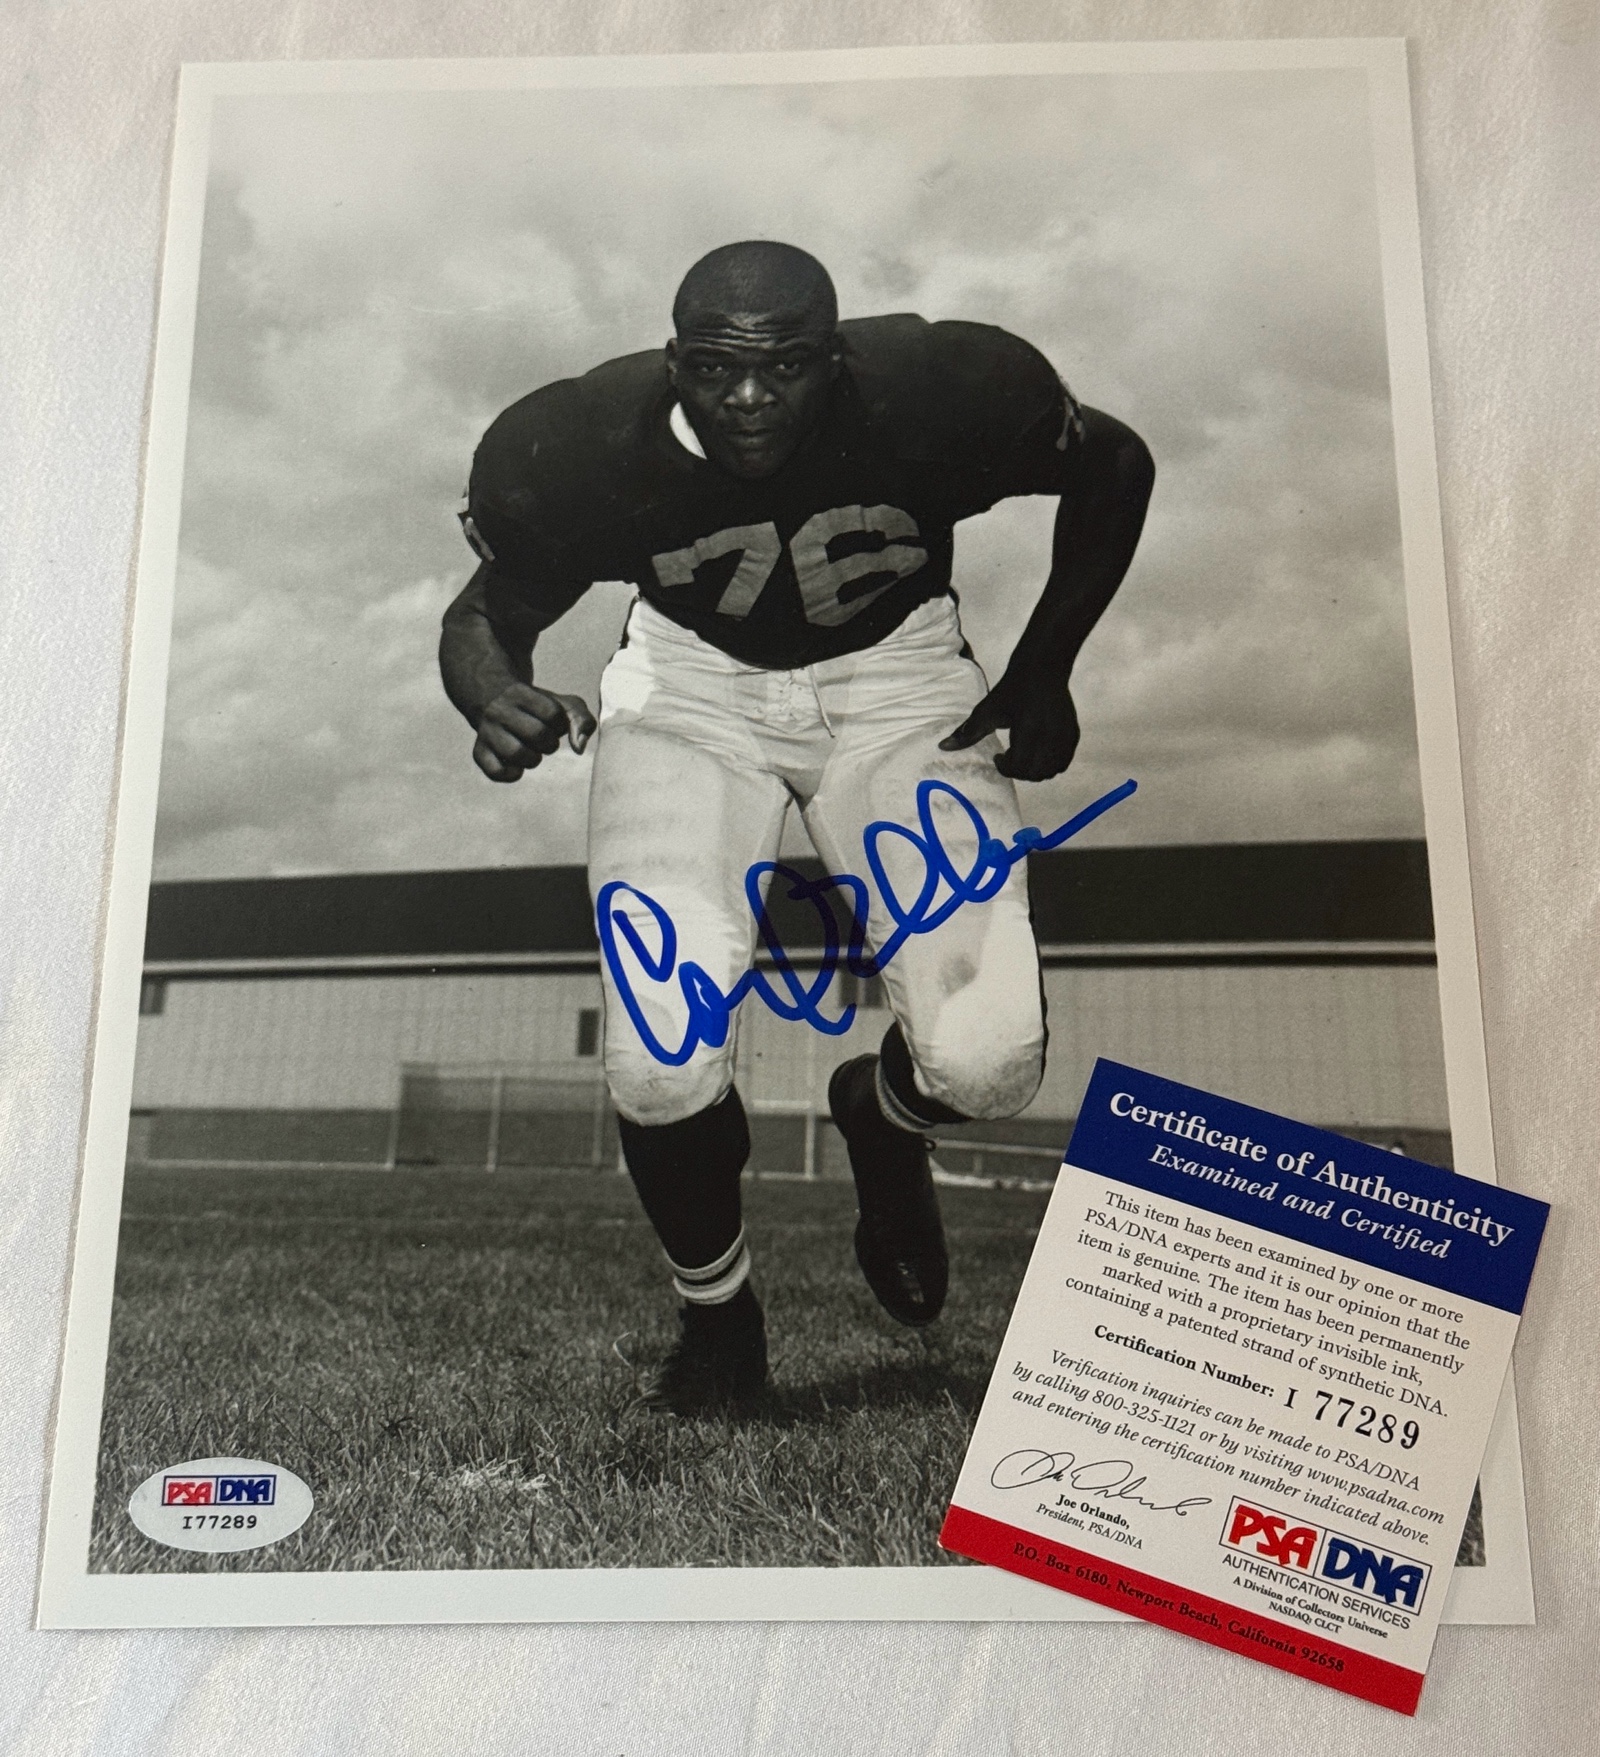 76
Certificate of Authenticity
Examined and Certified
This item has been examined by one or more
PSA/DNA experts and it is our opinion that the
item is genuine. The item has been permanently
marked with a proprietary invisible ink,
containing a patented strand of synthetic DNA.
Certification Number: I 77289
Verification inquiries can be made to PSA/DNA
by calling 800-325-1121 or by visiting www.psadna.com
and entering the certification number indicated above.
Joe Orlando,
President, PSA/DNA
PSA DNA
AUTHENTICATION SERVICES
A Division of Collectors Universe
NASDAQ: CLCT
P.O. Box 6180, Newport Beach, California 92658
PSA DNA
I77289